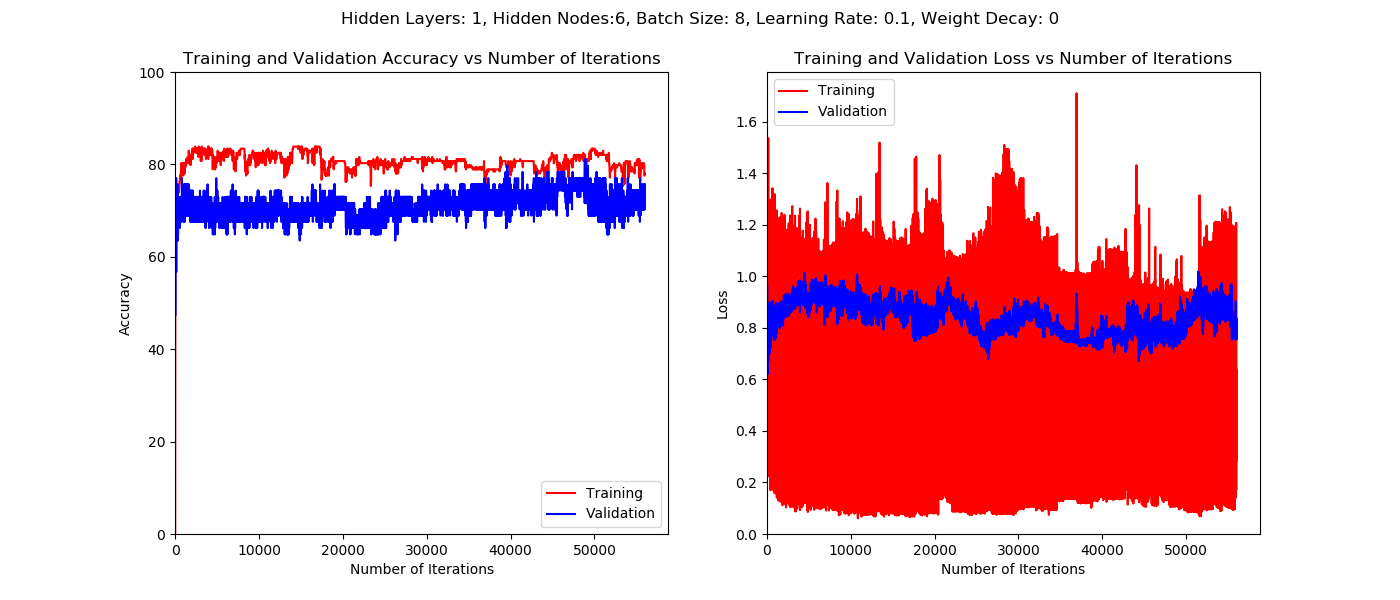 Hidden Layers: 1, Hidden Nodes:6, Batch Size: 8, Learning Rate: 0.1, Weight Decay: 0
Training and Validation Accuracy vs Number of Iterations
100
80
60
40
20
0
Accuracy
0 10000 20000 30000 40000 50000
Number of Iterations
Training
Validation
Training and Validation Loss vs Number of Iterations
Training
Validation
1.6
1.4
1.2
1.0
0.8
0.6
0.4
0.2
0.0
Loss
0 10000 20000 30000 40000 50000
Number of Iterations